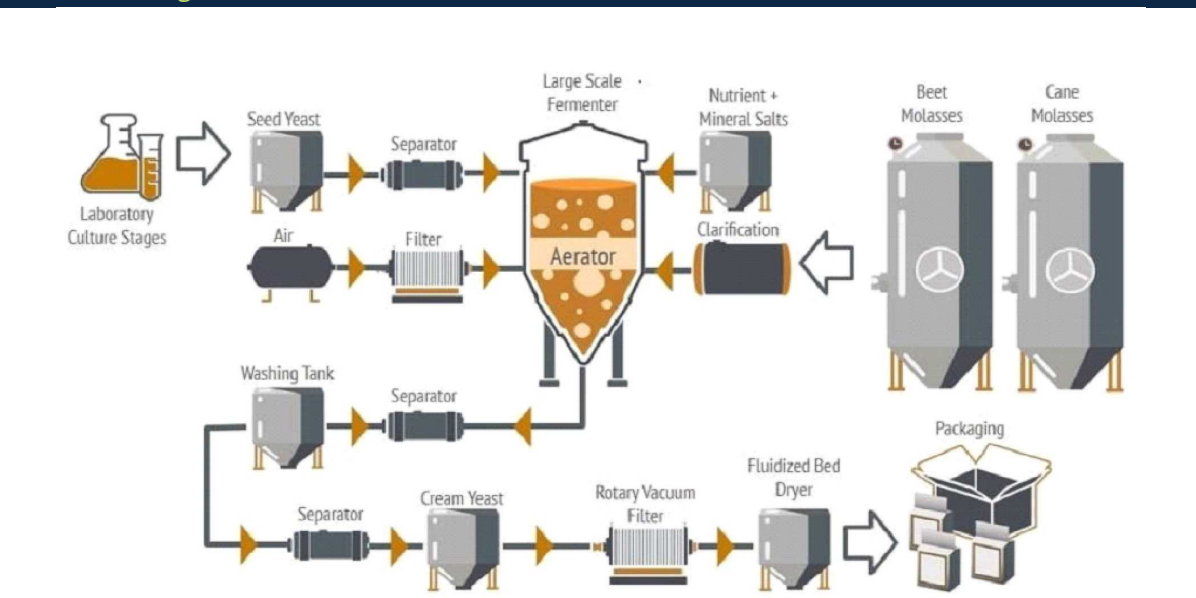 Large Scale
Fermenter
Beet
Molasses
Cane
Molasses
Nutrient +
Mineral Salts
Seed Yeast
Separator
Laboratory
Culture Stages
Air
Filter
Aerator
Clarification
Washing Tank
Separator
Packaging
Fluidized Bed
Dryer
Rotary Vacuum
Filter
Cream Yeast
Separator